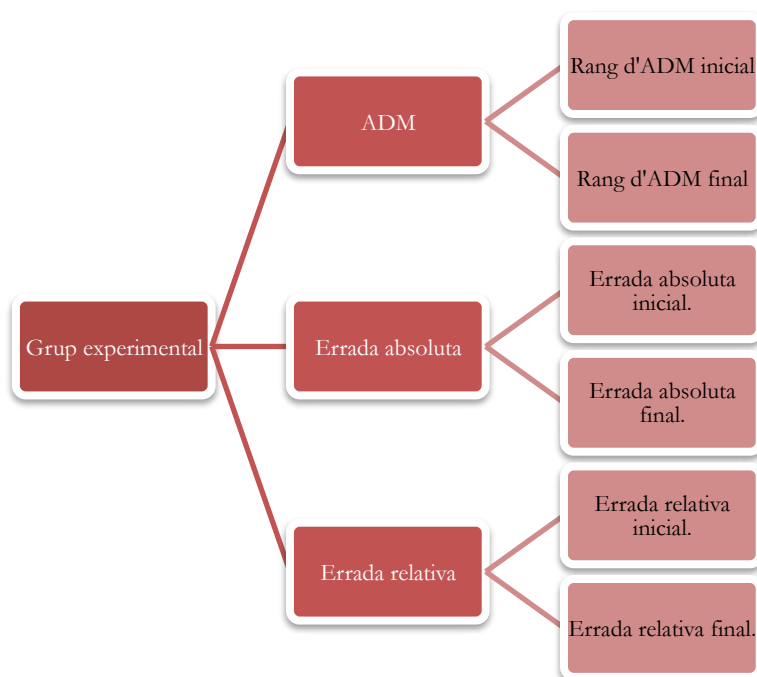 Rang d'ADM inicial
ADM
Rang d'ADM final
Errada absoluta
inicial.
Grup experimental
Errada absoluta
Errada absoluta
final.
Errada relativa
inicial.
Errada relativa
Errada relativa final.